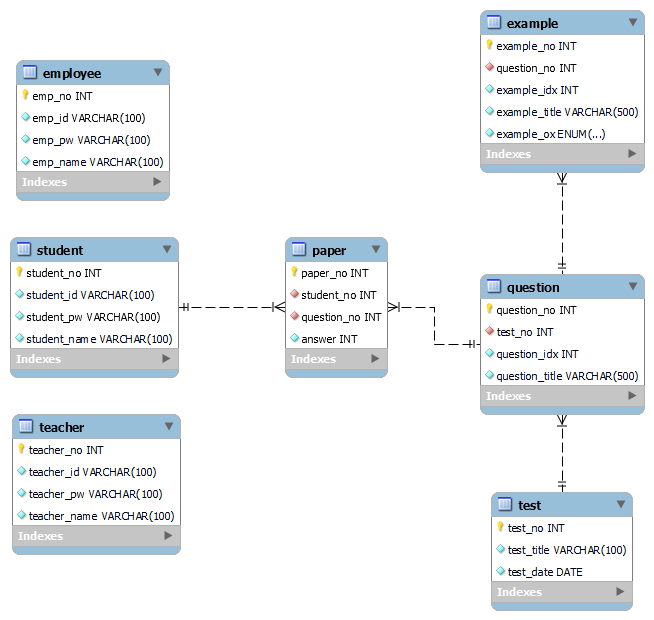 employee
emp_no INT
emp_id VARCHAR(100)
emp_pw VARCHAR(100)
emp_name VARCHAR(100)
Indexes
student
student_no INT
student_id VARCHAR(100)
student_pw VARCHAR(100)
student_name VARCHAR(100)
Indexes
teacher
teacher_no INT
teacher_id VARCHAR(100)
teacher_pw VARCHAR(100)
teacher_name VARCHAR(100)
Indexes
paper
paper_no INT
student_no INT
question_no INT
answer INT
Indexes
example
example_no INT
question_no INT
example_idx INT
example_title VARCHAR(500)
example_ox ENUM(...)
Indexes
question
question_no INT
test_no INT
question_idx INT
question_title VARCHAR(500)
Indexes
test
test_no INT
test_title VARCHAR(100)
test_date DATE
Indexes